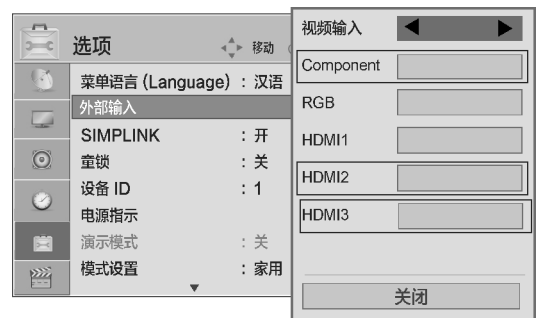 选项
移动
菜单语言 (Language) : 汉语
外部输入
SIMPLINK : 开
童锁 : 关
设备 ID : 1
电源指示
演示模式 : 关
模式设置 : 家用
视频输入
Component
RGB
HDMI1
HDMI2
HDMI3
关闭